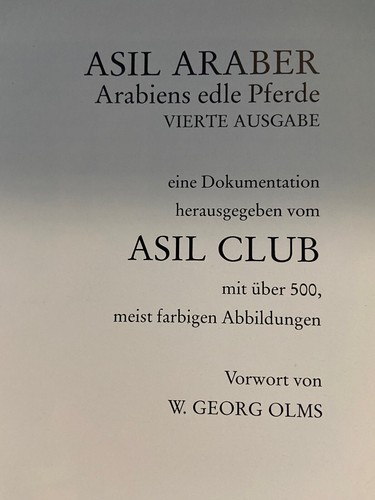 ASIL ARABER
Arabiens edle Pferde
VIERTE AUSGABE
eine Dokumentation
herausgegeben vom
ASIL CLUB
mit über 500,
meist farbigen Abbildungen
Vorwort von
W. GEORG OLMS